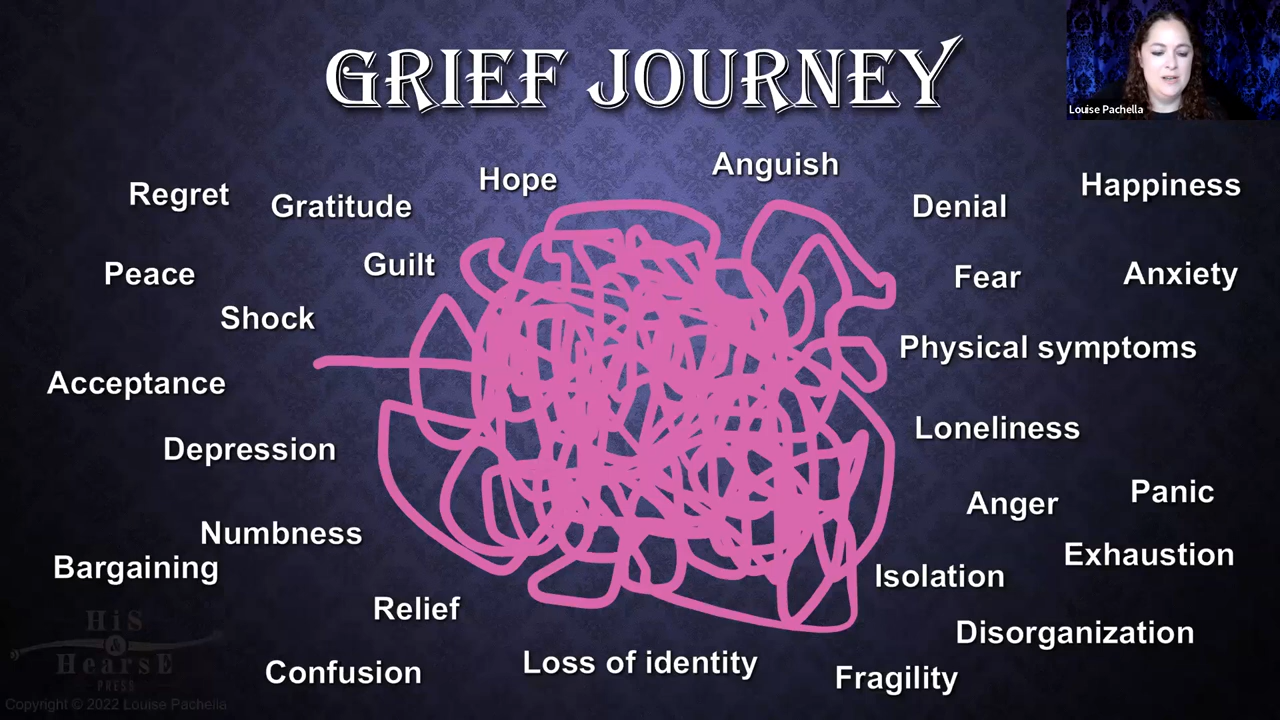 GRIEF JOURNEY
Louise Pachella
Hope
Anguish
Regret
Gratitude
Denial
Happiness
Peace
Guilt
Fear
Anxiety
Shock
Physical symptoms
Acceptance
Depression
Loneliness
Anger
Panic
Numbness
Bargaining
Isolation
Exhaustion
Relief
Disorganization
Confusion
Loss of identity
Fragility
HiS
&
HearsE
PRESS
Copyright © 2022 Louise Pachella